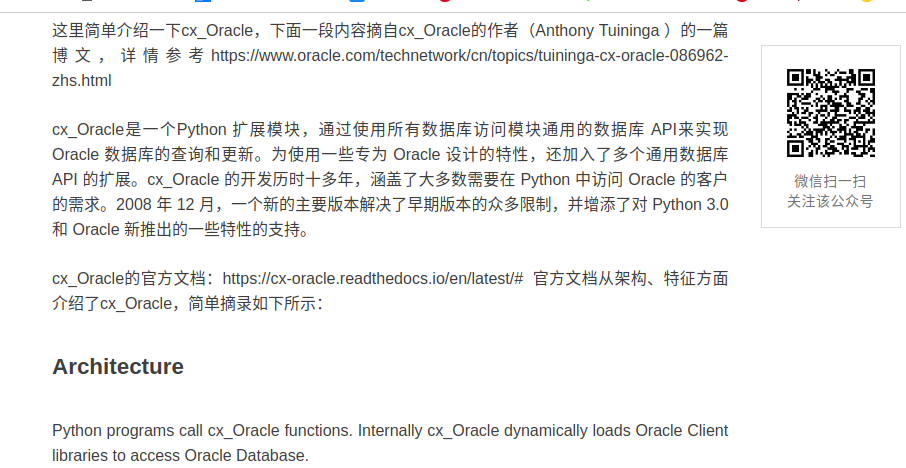 这里简单介绍一下cx_Oracle，下面一段内容摘自cx_Oracle的作者（Anthony Tuininga ）的一篇
博文，详情参考https://www.oracle.com/technetwork/cn/topics/tuininga-cx-oracle-086962-
zhs.html
cx_Oracle是一个Python 扩展模块，通过使用所有数据库访问模块通用的数据库 API来实现
Oracle 数据库的查询和更新。为使用一些专为 Oracle 设计的特性，还加入了多个通用数据库
API 的扩展。cx_Oracle 的开发历时十多年，涵盖了大多数需要在 Python 中访问 Oracle 的客户
的需求。2008 年 12 月，一个新的主要版本解决了早期版本的众多限制，并增添了对 Python 3.0
和 Oracle 新推出的一些特性的支持。
cx_Oracle的官方文档：https://cx-oracle.readthedocs.io/en/latest/# 官方文档从架构、特征方面
介绍了cx_Oracle，简单摘录如下所示：
Architecture
Python programs call cx_Oracle functions. Internally cx_Oracle dynamically loads Oracle Client
libraries to access Oracle Database.
微信扫一扫
关注该公众号